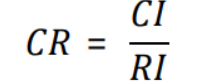 CR = CI / RI